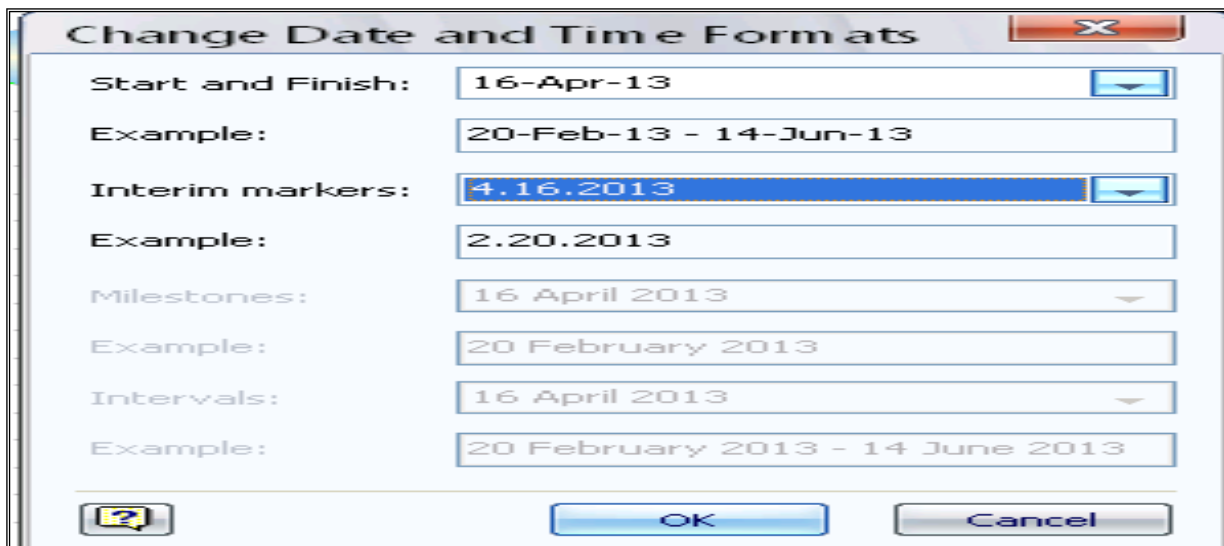 Change Date and Time Formats
Start and Finish: 16-Apr-13
Example: 20-Feb-13 - 14-Jun-13
Interim markers: 4.16.2013
Example: 2.20.2013
Milestones: 16 April 2013
Example: 20 February 2013
Intervals: 16 April 2013
Example: 20 February 2013 - 14 June 2013
OK Cancel